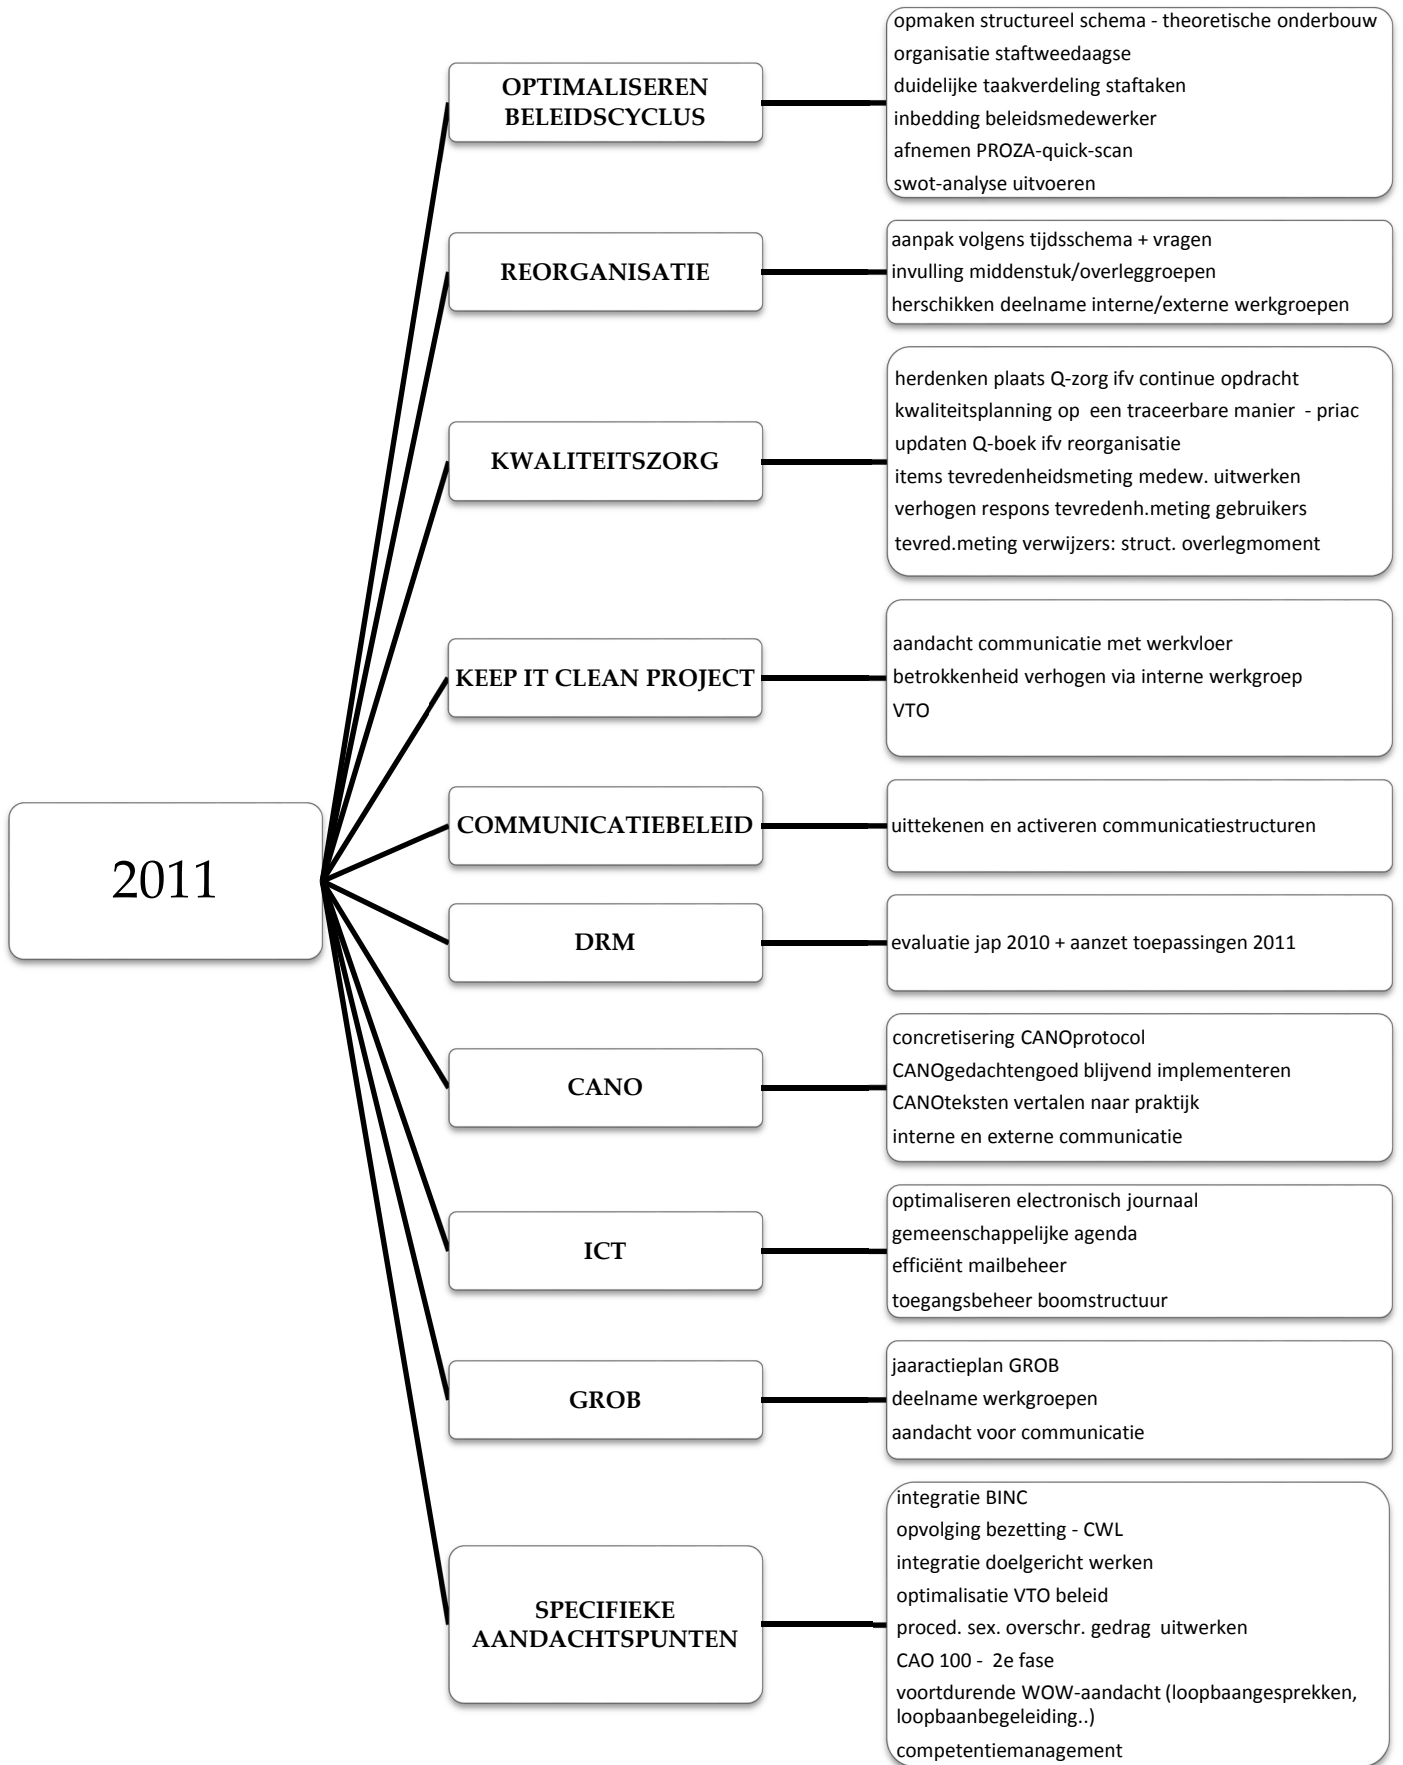 2011
OPTIMALISEREN
BELEIDSCYCLUS
opmaken structureel schema - theoretische onderbouw
organisatie staftweedaagse
duidelijke taakverdeling staftaken
inbedding beleidsmedewerker
afnemen PROZA-quick-scan
swot-analyse uitvoeren
REORGANISATIE
aanpak volgens tijdsschema + vragen
invulling middenstuk/overleggroepen
herschikken deelname interne/externe werkgroepen
KWALITEITSZORG
herdenken plaats Q-zorg ifv continue opdracht
kwaliteitsplanning op een traceerbare manier - priac
updaten Q-boek ifv reorganisatie
items tevredenheidsmeting medew. uitwerken
verhogen respons tevredenh.meting gebruikers
tevred.meting verwijzers: struct. overlegmoment
KEEP IT CLEAN PROJECT
aandacht communicatie met werkvloer
betrokkenheid verhogen via interne werkgroep
VTO
COMMUNICATIEBELEID
uittekenen en activeren communicatiestructuren
DRM
evaluatie jap 2010 + aanzet toepassingen 2011
CANO
concretisering CANOprotocol
CANOgedachtengoed blijvend implementeren
CANOteksten vertalen naar praktijk
interne en externe communicatie
ICT
optimaliseren electronisch journaal
gemeenschappelijke agenda
efficiënt mailbeheer
toegangsbeheer boomstructuur
GROB
jaaractieplan GROB
deelname werkgroepen
aandacht voor communicatie
SPECIFIEKE
AANDACHTSPUNTEN
integratie BINC
opvolging bezetting - CWL
integratie doelgericht werken
optimalisatie VTO beleid
proced. sex. overschr. gedrag uitwerken
CAO 100 - 2e fase
voortdurende WOW-aandacht (loopbaangesprekken,
loopbaanbegeleiding..)
competentiemanagement